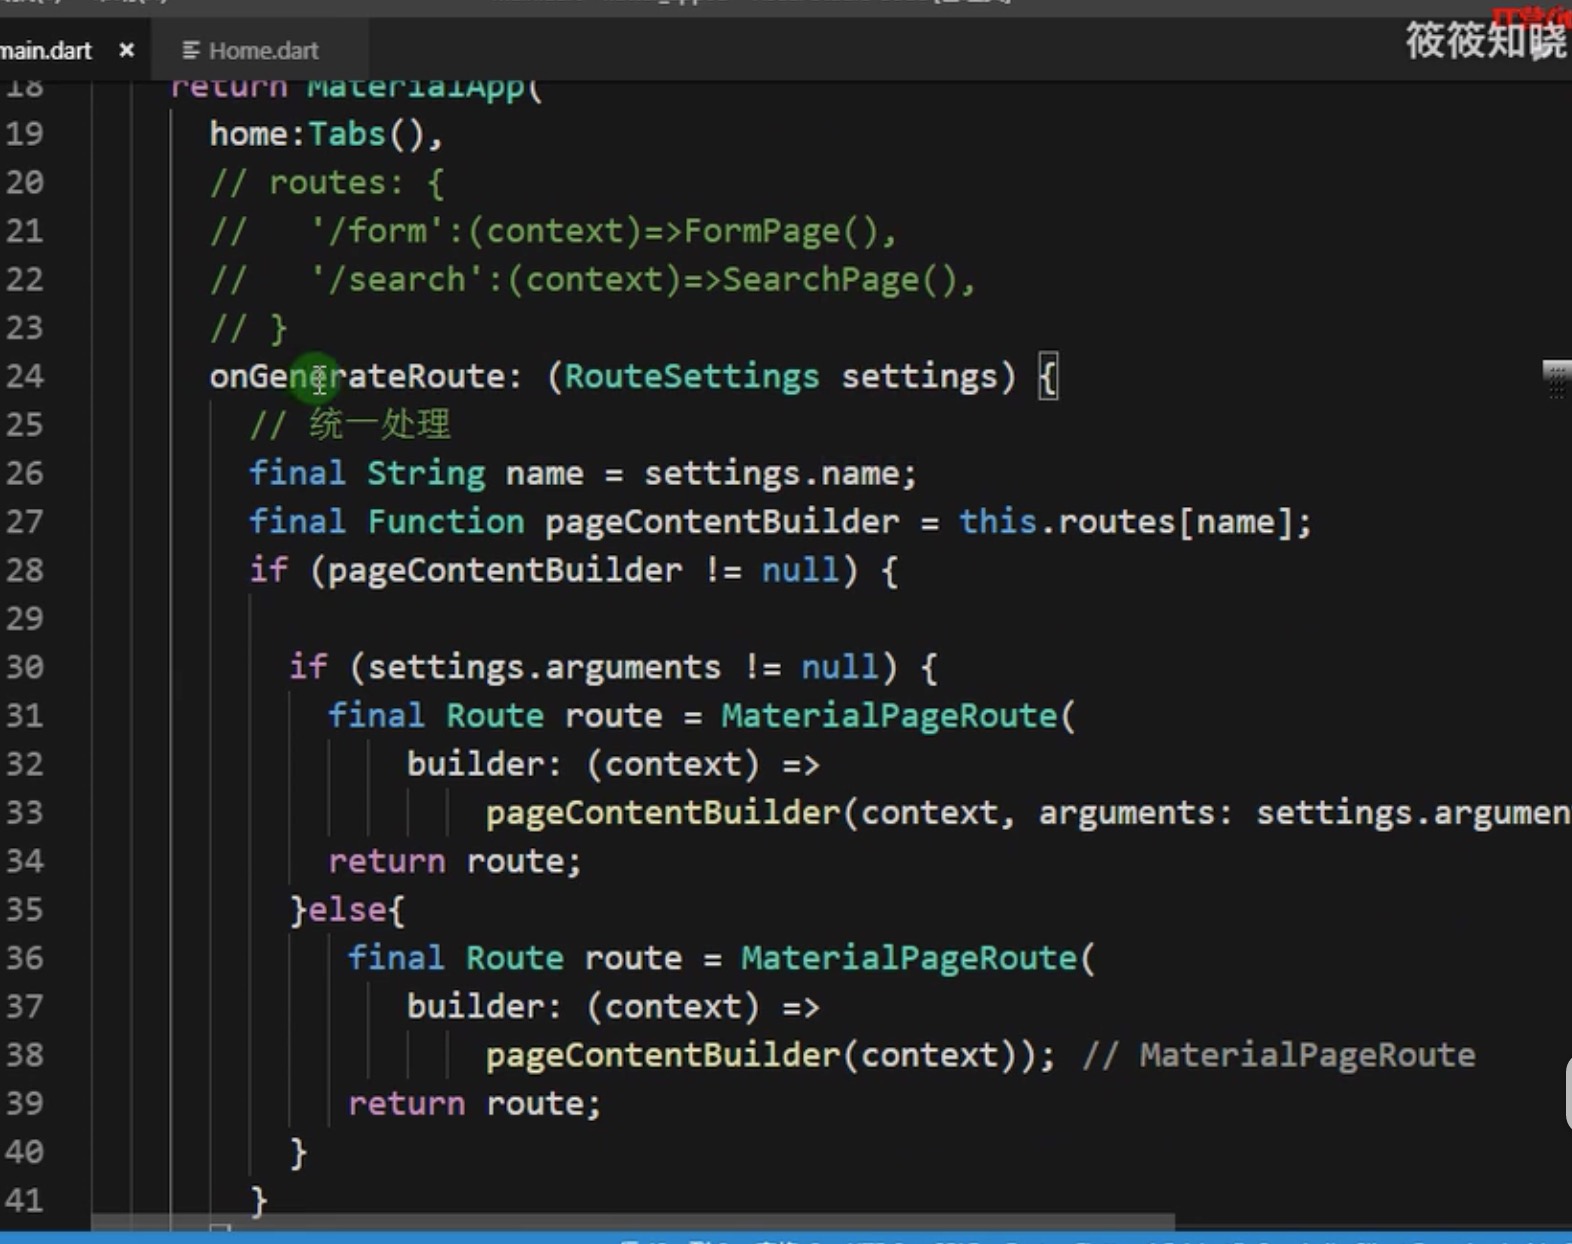 main.dart × Home.dart
筱筱知晓
18 return MaterialApp(
19 home:Tabs(),
20 // routes: {
21 //   '/form':(context)=>FormPage(),
22 //   '/search':(context)=>SearchPage(),
23 // }
24 onGenerateRoute: (RouteSettings settings) {
25 // 统一处理
26 final String name = settings.name;
27 final Function pageContentBuilder = this.routes[name];
28 if (pageContentBuilder != null) {
29
30 if (settings.arguments != null) {
31 final Route route = MaterialPageRoute(
32 builder: (context) =>
33 pageContentBuilder(context, arguments: settings.argumen
34 return route;
35 }else{
36 final Route route = MaterialPageRoute(
37 builder: (context) =>
38 pageContentBuilder(context)); // MaterialPageRoute
39 return route;
40 }
41 }